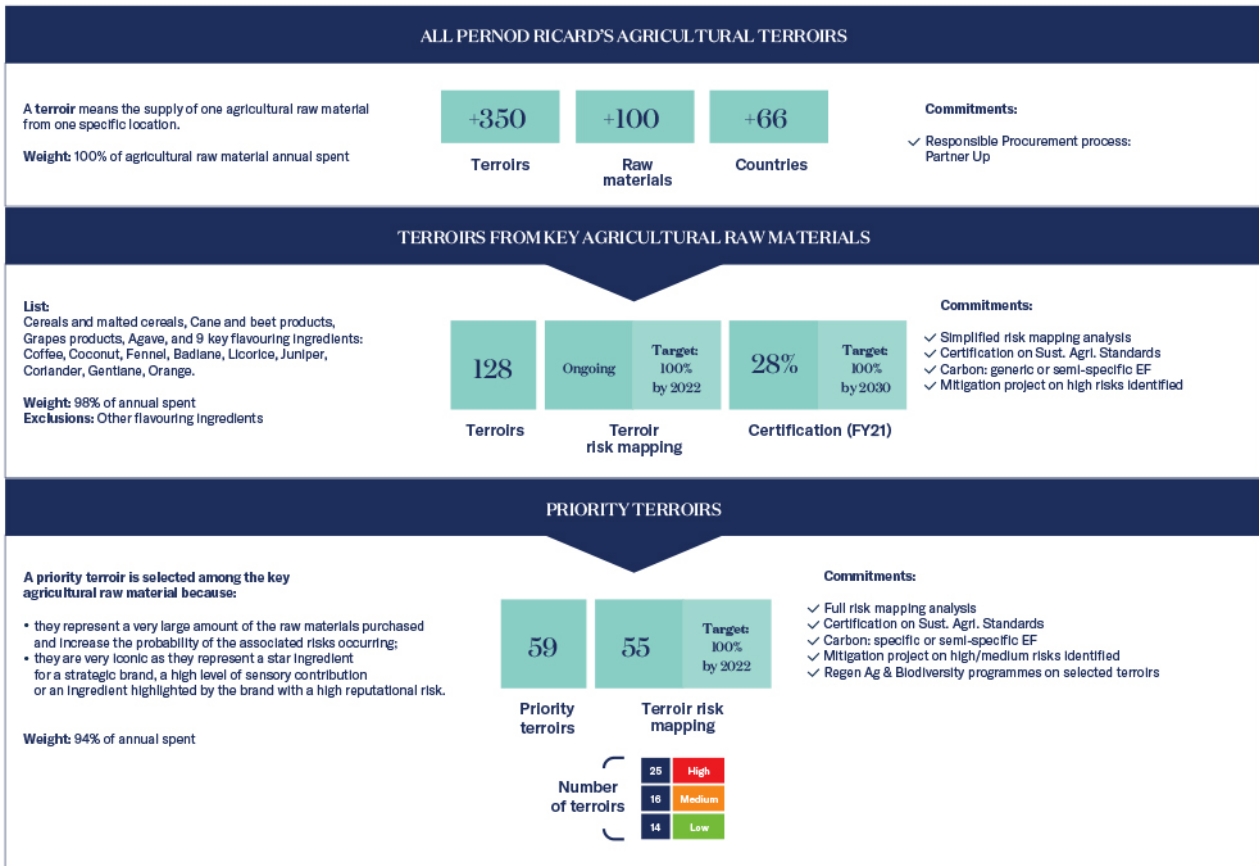 ALL PERNOD RICARD'S AGRICULTURAL TERROIRS
A terroir means the supply of one agricultural raw material
from one specific location.
Weight: 100% of agricultural raw material annual spent
+350
Terroirs
+100
Raw
materials
+66
Countries
Commitments:
✓ Responsible Procurement process:
Partner Up
TERROIRS FROM KEY AGRICULTURAL RAW MATERIALS
List:
Cereals and malted cereals, Cane and beet products,
Grapes products, Agave, and 9 key flavouring ingredients:
Coffee, Coconut, Fennel, Badiane, Licorice, Juniper,
Coriander, Gentiane, Orange.
Weight: 98% of annual spent
Exclusions: Other flavouring ingredients
128
Terroirs
Ongoing
Target:
100%
by 2022
Terroir
risk mapping
28%
Target:
100%
by 2030
Certification (FY21)
Commitments:
✓ Simplified risk mapping analysis
✓ Certification on Sust. Agri. Standards
✓ Carbon: generic or semi-specific EF
✓ Mitigation project on high risks identified
PRIORITY TERROIRS
A priority terroir is selected among the key
agricultural raw material because:
• they represent a very large amount of the raw materials purchased
and increase the probability of the associated risks occurring;
• they are very iconic as they represent a star ingredient
for a strategic brand, a high level of sensory contribution
or an ingredient highlighted by the brand with a high reputational risk.
Weight: 94% of annual spent
59
Priority
terroirs
55
Target:
100%
by 2022
Terroir risk
mapping
Number
of terroirs
25 High
16 Medium
14 Low
Commitments:
✓ Full risk mapping analysis
✓ Certification on Sust. Agri. Standards
✓ Carbon: specific or semi-specific EF
✓ Mitigation project on high/medium risks identified
✓ Regen Ag & Biodiversity programmes on selected terroirs